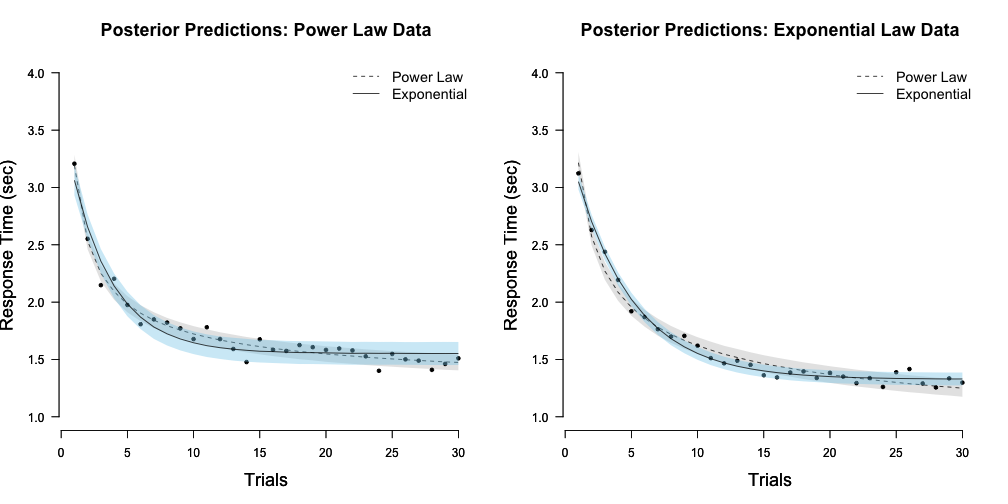 Posterior Predictions: Power Law Data
Power Law
Exponential
4.0
3.5
3.0
2.5
2.0
1.5
1.0
Response Time (sec)
0 5 10 15 20 25 30
Trials
Posterior Predictions: Exponential Law Data
Power Law
Exponential
4.0
3.5
3.0
2.5
2.0
1.5
1.0
Response Time (sec)
0 5 10 15 20 25 30
Trials